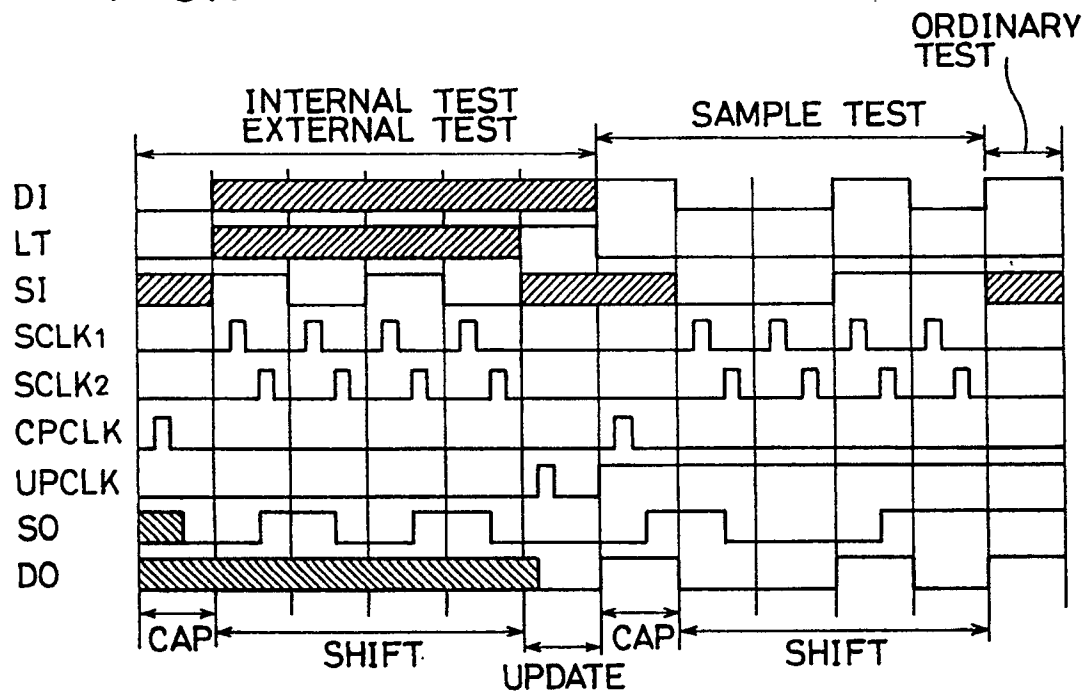 ORDINARY
TEST
INTERNAL TEST
EXTERNAL TEST
SAMPLE TEST
DI
LT
SI
SCLK1
SCLK2
CPCLK
UPCLK
SO
DO
CAP
SHIFT
UPDATE
CAP
SHIFT